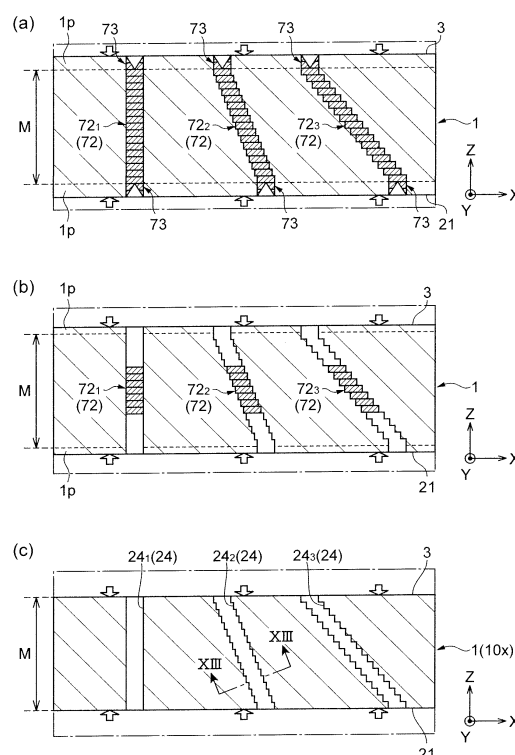 (a)
1p 73 73 73 3
M 72₁ (72) 72₂ (72) 72₃ (72) 1
Z
X
Y
1p 73 73 73 21
(b)
1p 3
M 72₁ (72) 72₂ (72) 72₃ (72) 1
Z
X
Y
1p 21
(c)
24₁(24) 24₂(24) 24₃(24) 3
M XIII XIII 1(10x)
Z
X
Y
21